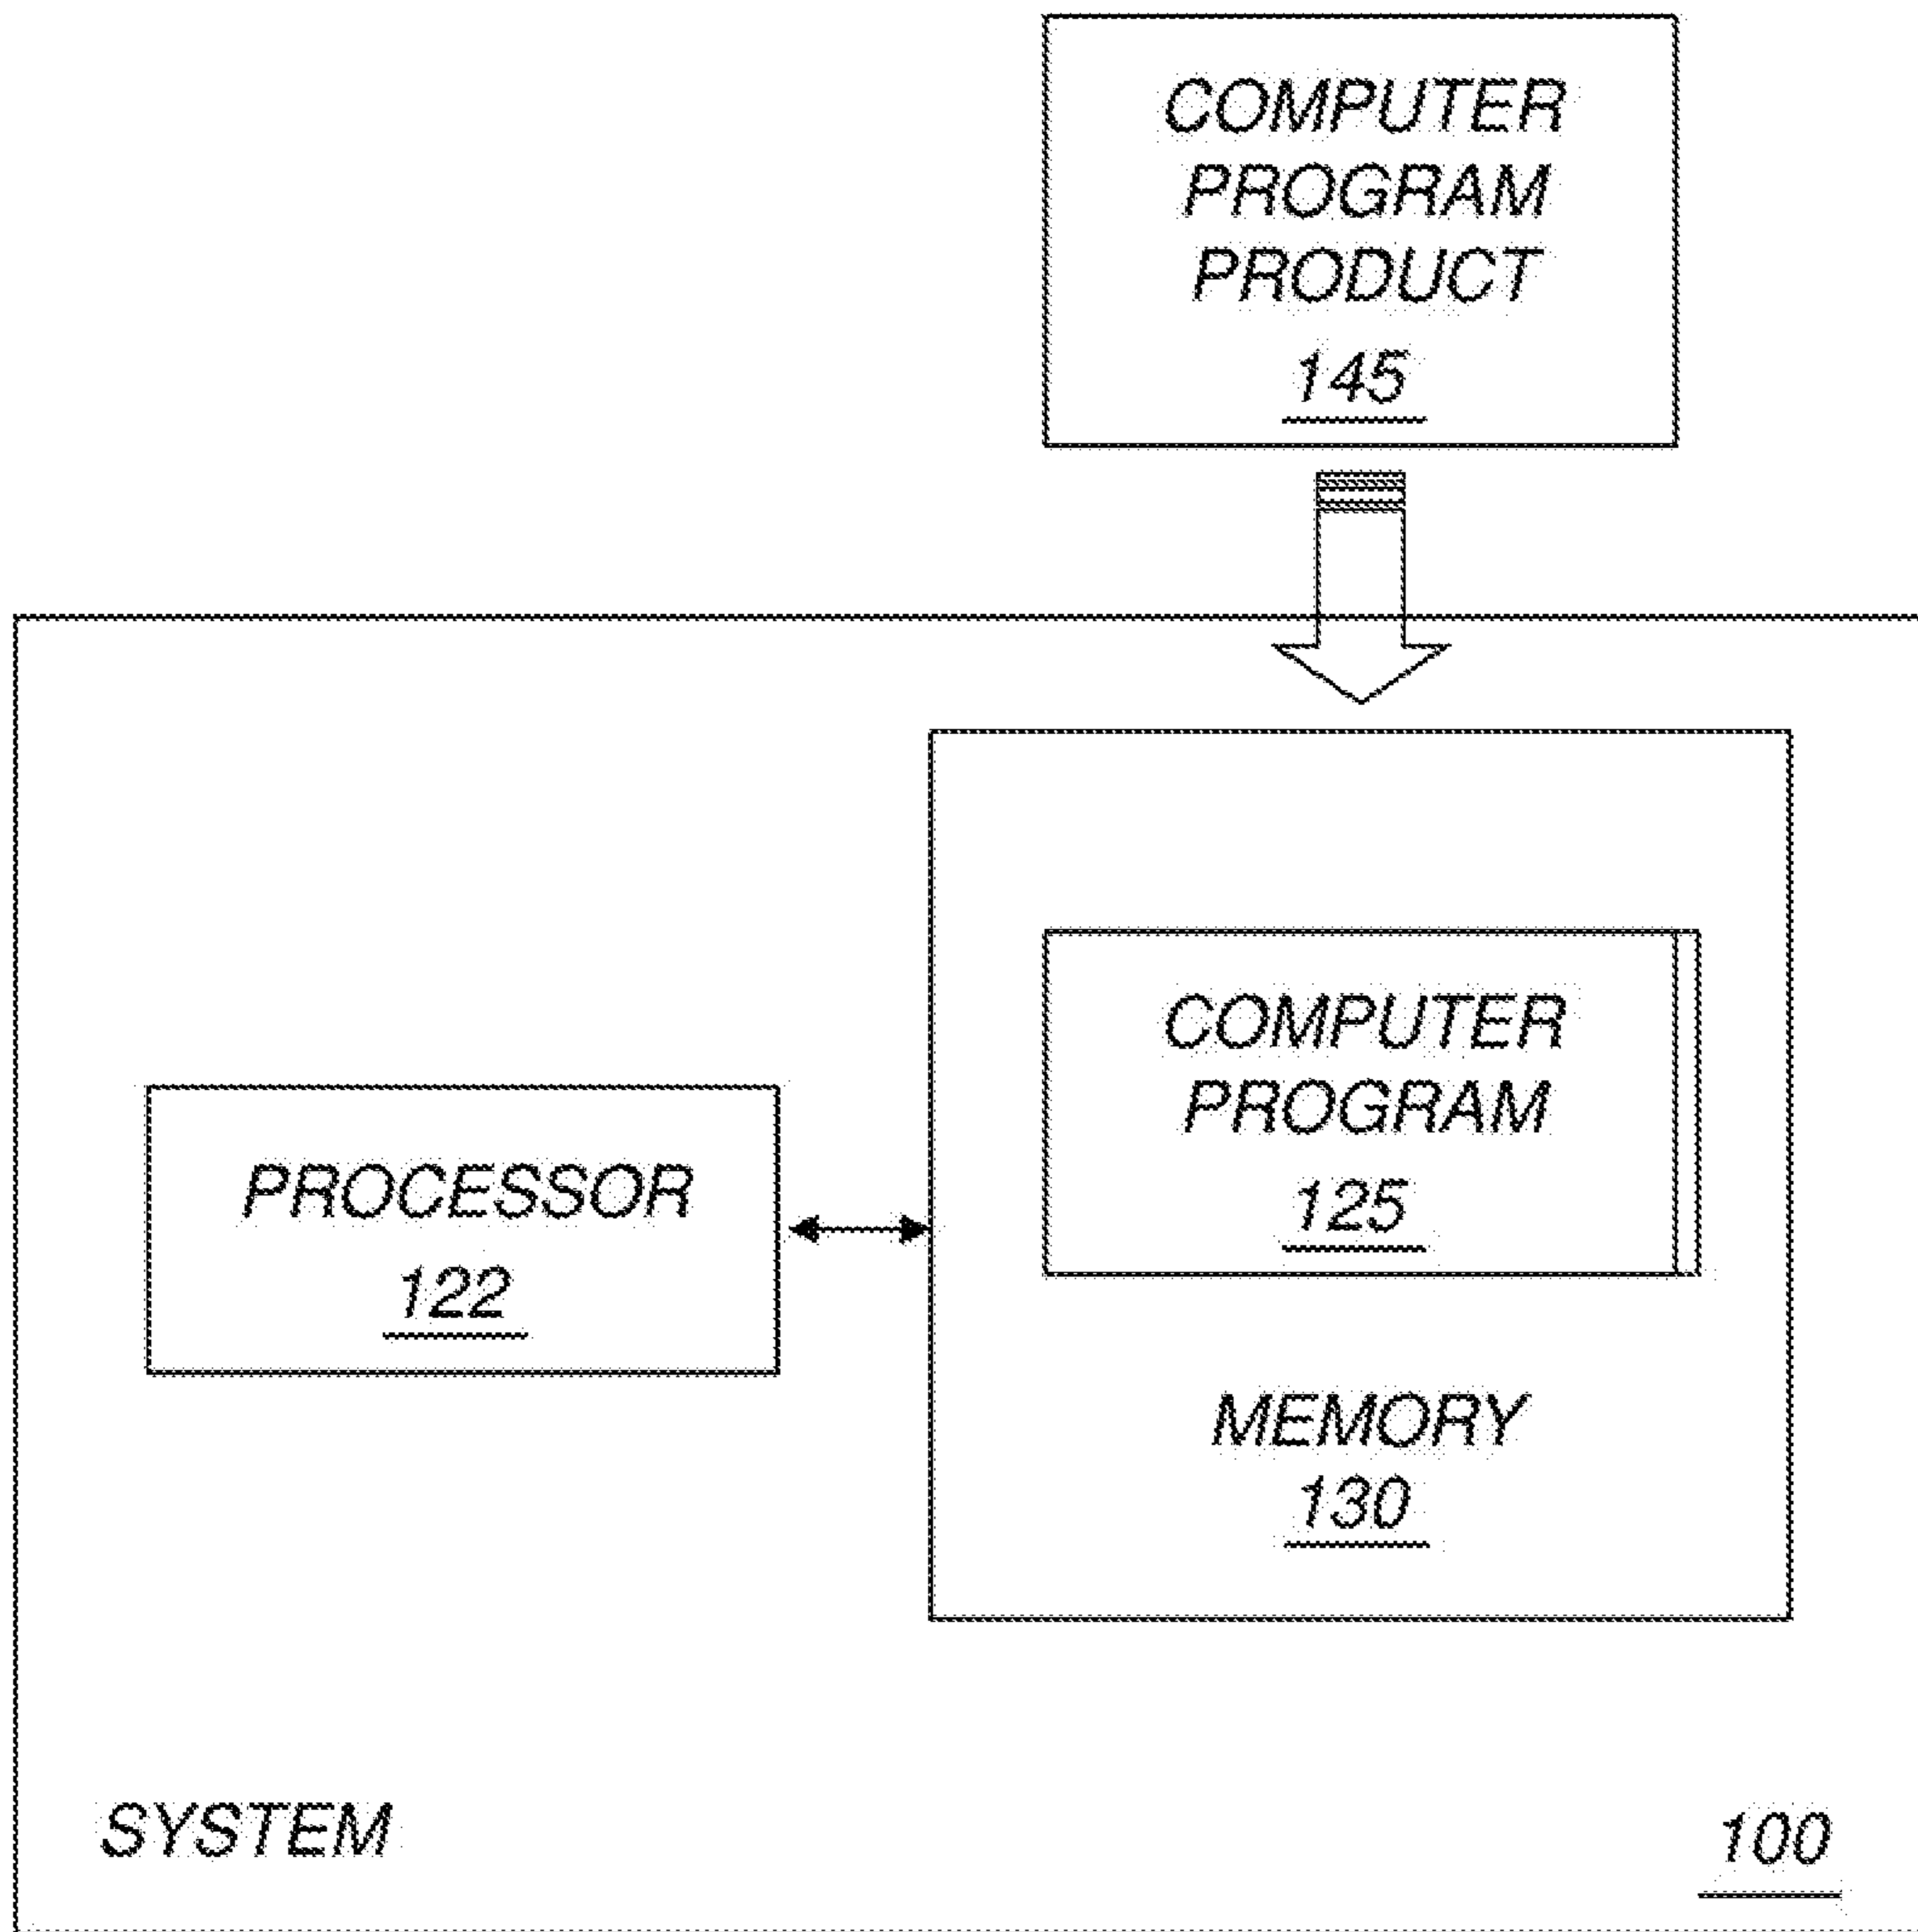 COMPUTER
PROGRAM
PRODUCT
145
COMPUTER
PROGRAM
125
PROCESSOR
122
MEMORY
130
SYSTEM
100